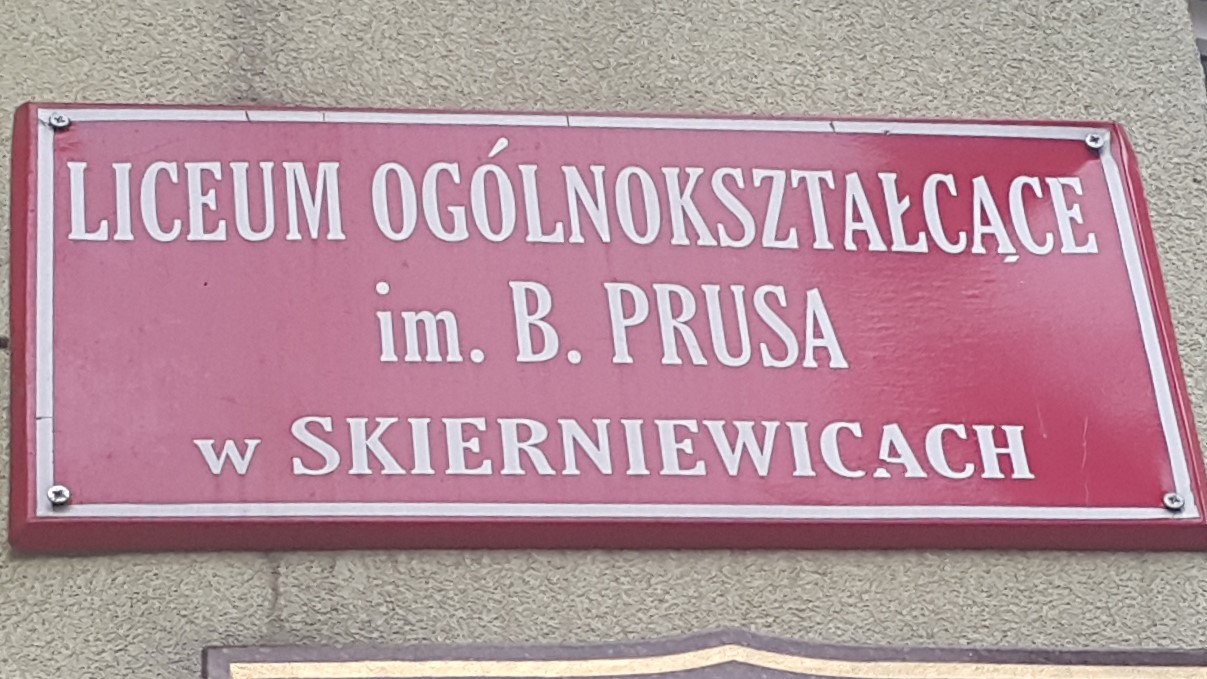 LICEUM OGÓLNOKSZTAŁCĄCE
im. B. PRUSA
w SKIERNIEWICACH